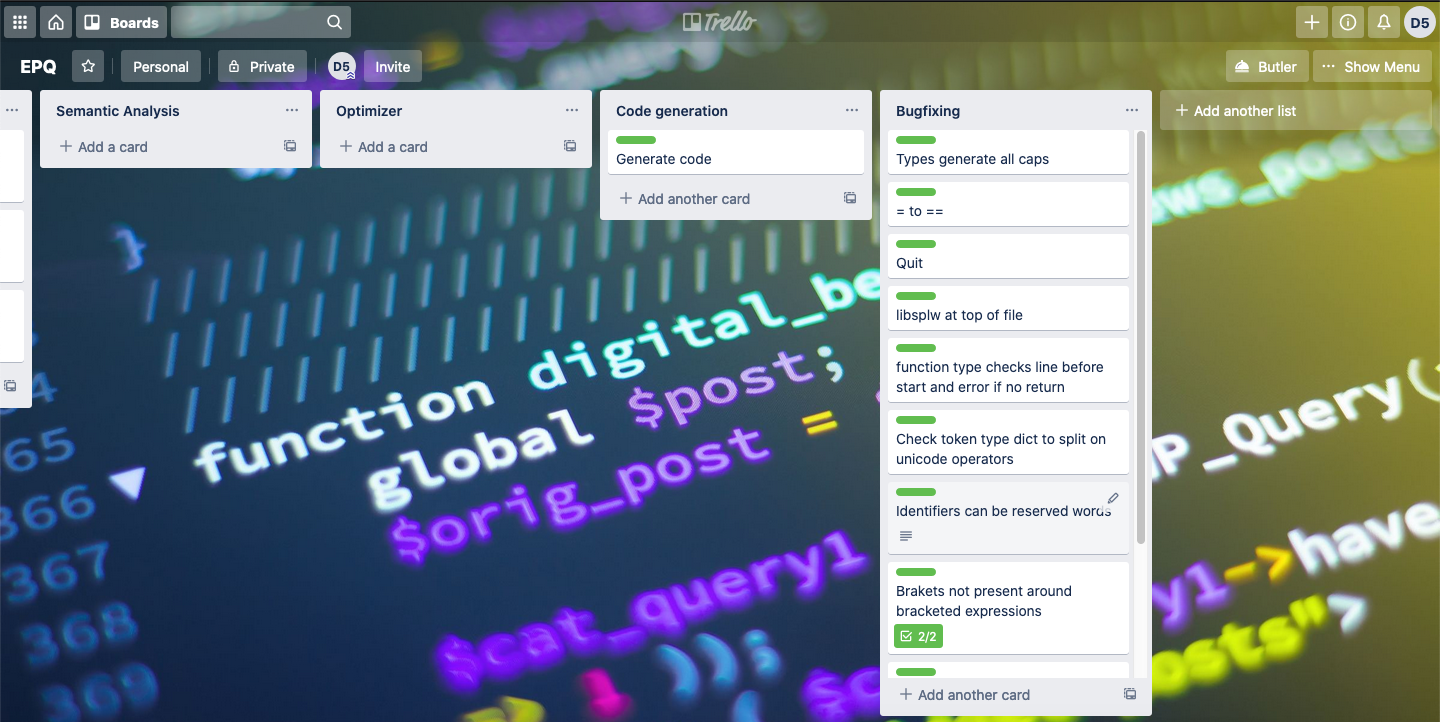 Boards
Trello
D5
EPQ
Personal
Private
D5
Invite
Butler
Show Menu
Semantic Analysis
Add a card
Optimizer
Add a card
Code generation
Generate code
Add another card
Bugfixing
Types generate all caps
= to ==
Quit
libsplw at top of file
function type checks line before
start and error if no return
Check token type dict to split on
unicode operators
Identifiers can be reserved words
Brakets not present around
bracketed expressions
2/2
Add another card
Add another list
}
////////////////
function digital_be
global $post;
$orig_post =
$cat_query1
365
366
367
368
369
ows_posts
P_Query(
y1->have
osts">